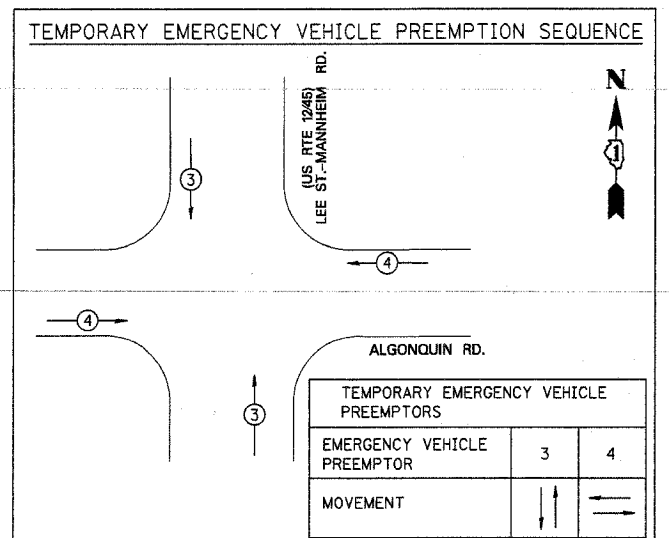 TEMPORARY EMERGENCY VEHICLE PREEMPTION SEQUENCE
(US RTE 12/45)
LEE ST.-MANNHEIM RD.
N
1
3
4
4
ALGONQUIN RD.
3
TEMPORARY EMERGENCY VEHICLE
PREEMPTORS
EMERGENCY VEHICLE
PREEMPTOR
3
4
MOVEMENT